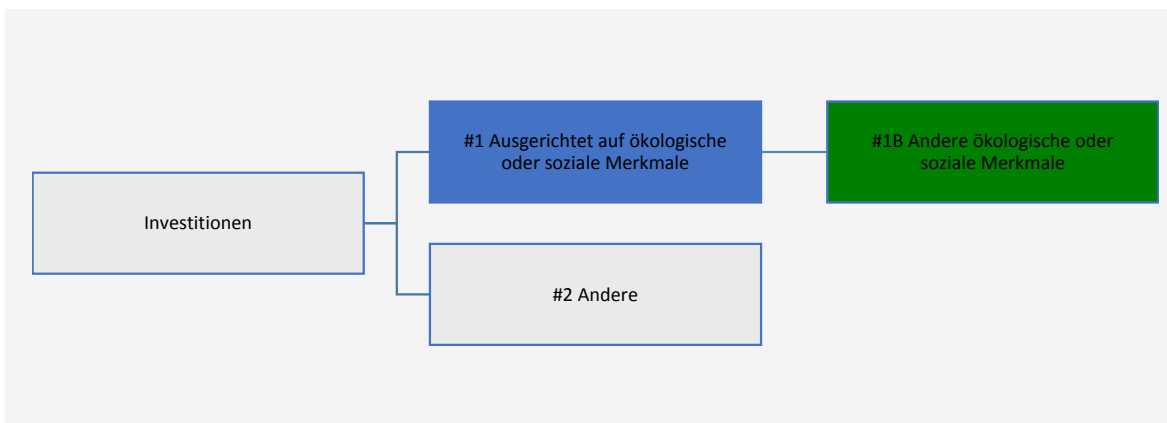 #1 Ausgerichtet auf ökologische
oder soziale Merkmale
#1B Andere ökologische oder
soziale Merkmale
Investitionen
#2 Andere